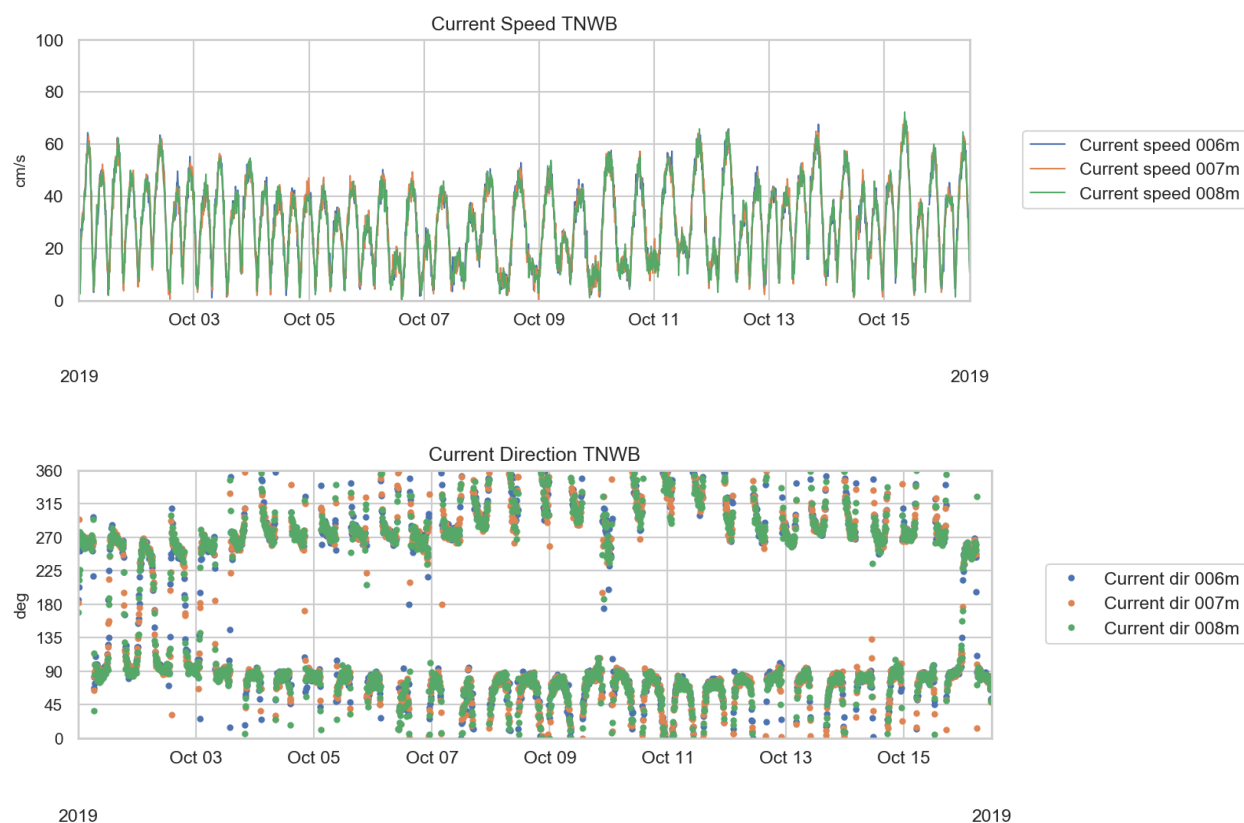 Current Speed TNWB
100
80
60
40
20
0
cm/s
Oct 03 Oct 05 Oct 07 Oct 09 Oct 11 Oct 13 Oct 15
2019 2019
Current speed 006m
Current speed 007m
Current speed 008m
Current Direction TNWB
360
315
270
225
180
135
90
45
0
deg
Oct 03 Oct 05 Oct 07 Oct 09 Oct 11 Oct 13 Oct 15
2019 2019
Current dir 006m
Current dir 007m
Current dir 008m